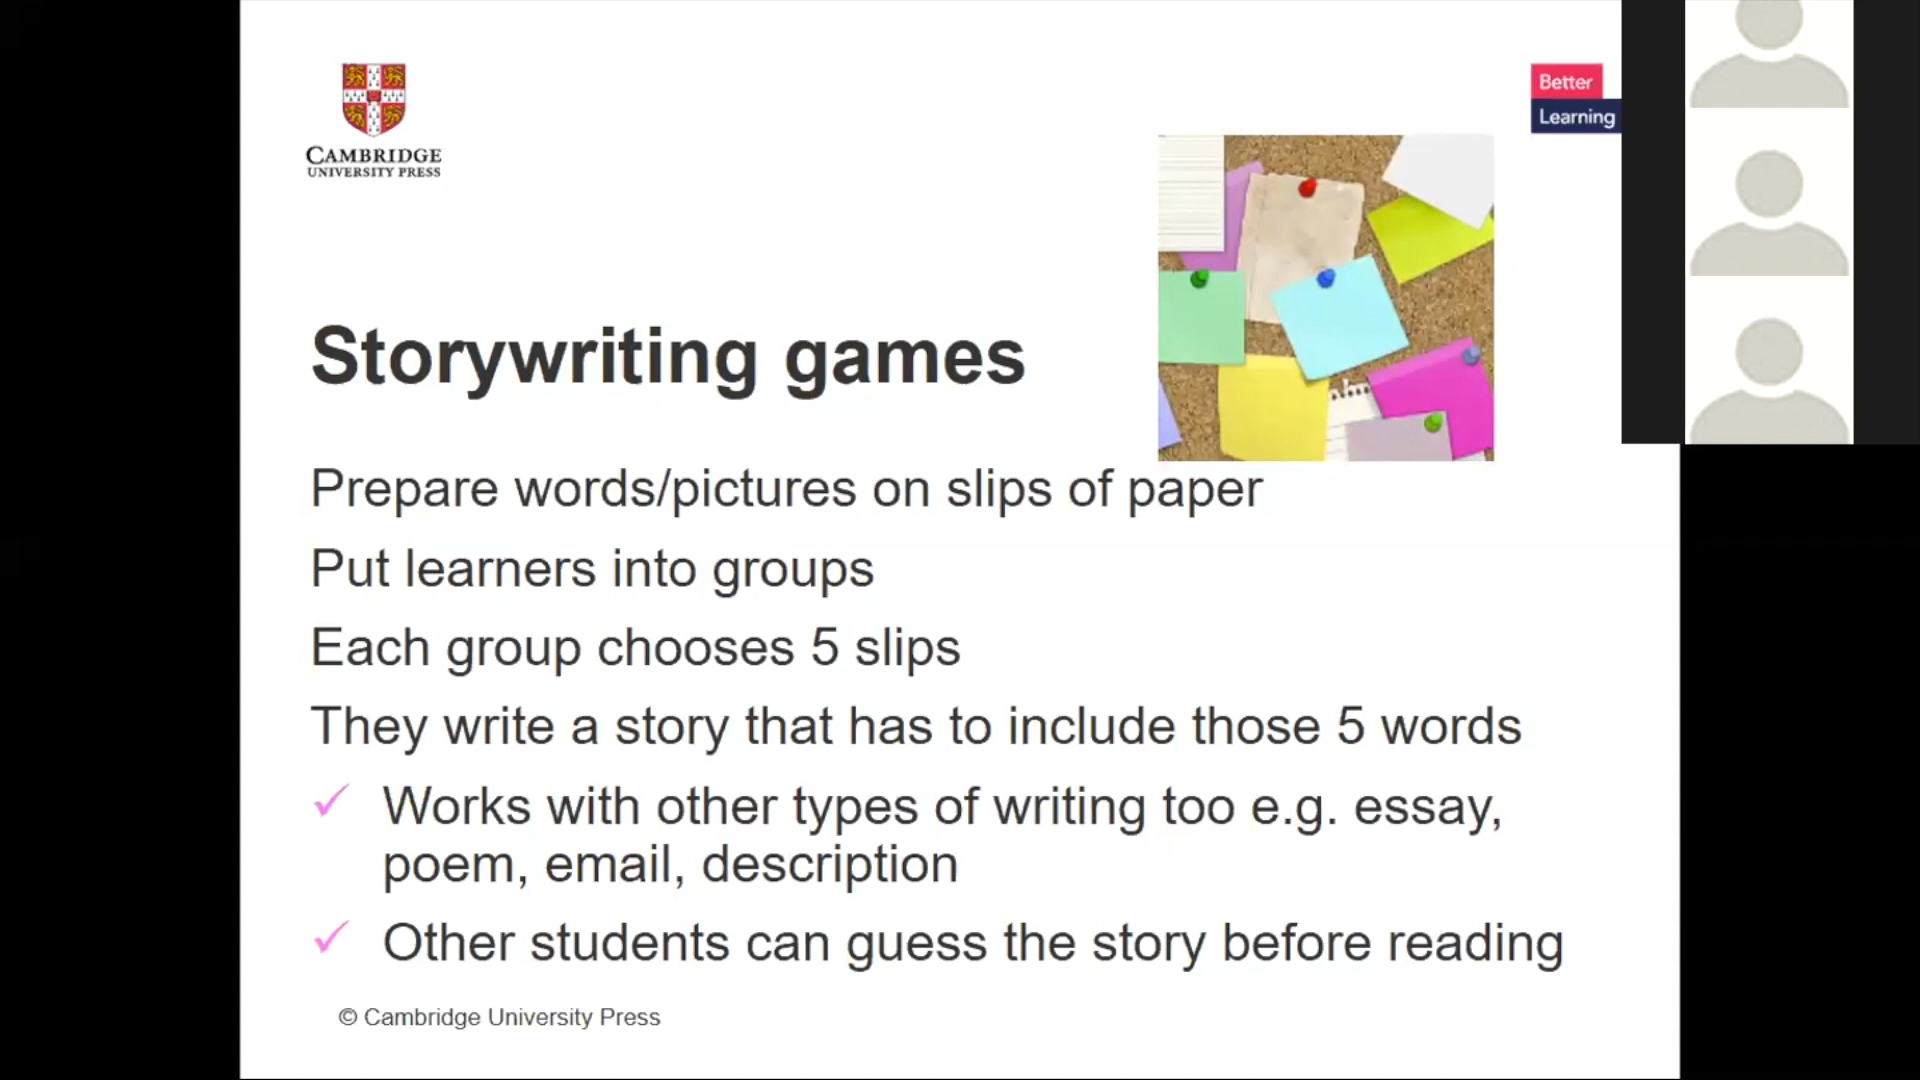 CAMBRIDGE
UNIVERSITY PRESS
Better
Learning
Storywriting games
Prepare words/pictures on slips of paper
Put learners into groups
Each group chooses 5 slips
They write a story that has to include those 5 words
✓ Works with other types of writing too e.g. essay,
poem, email, description
✓ Other students can guess the story before reading
© Cambridge University Press